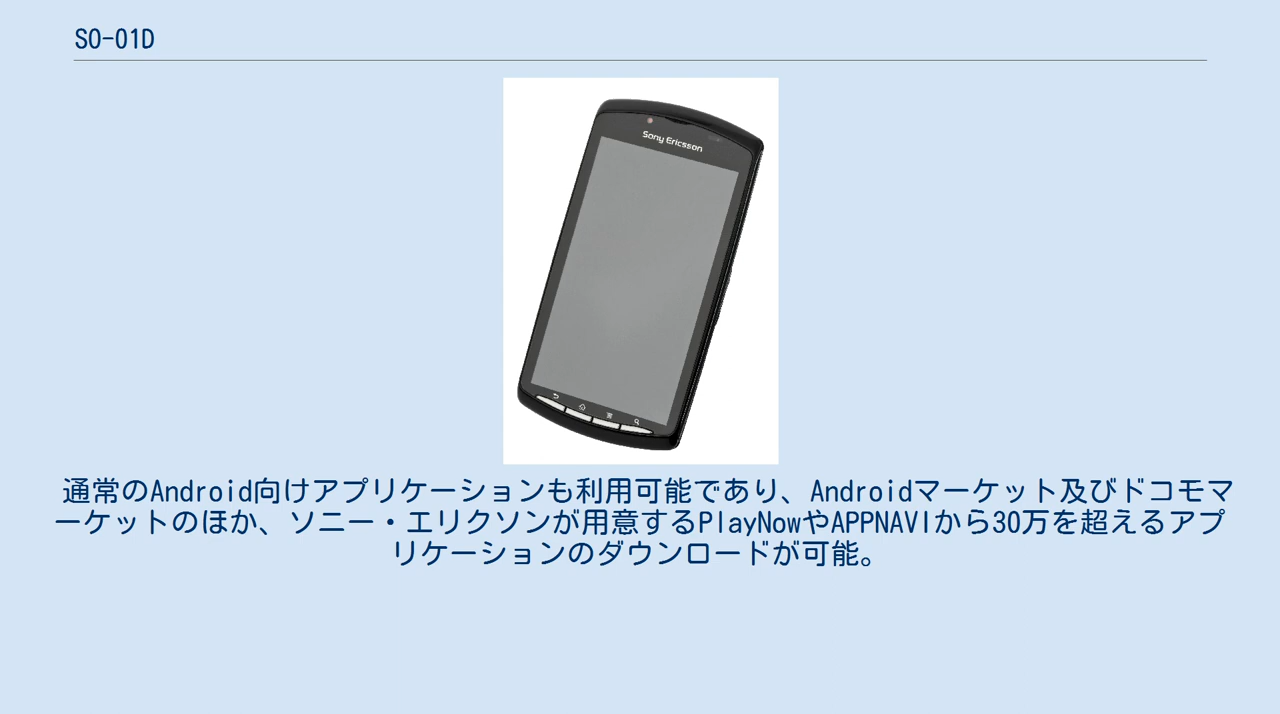 SO-01D
Sony Ericsson
通常のAndroid向けアプリケーションも利用可能であり、Androidマーケット及びドコモマ
ーケットのほか、ソニー・エリクソンが用意するPlayNowやAPPNAVIから30万を超えるアプ
リケーションのダウンロードが可能。